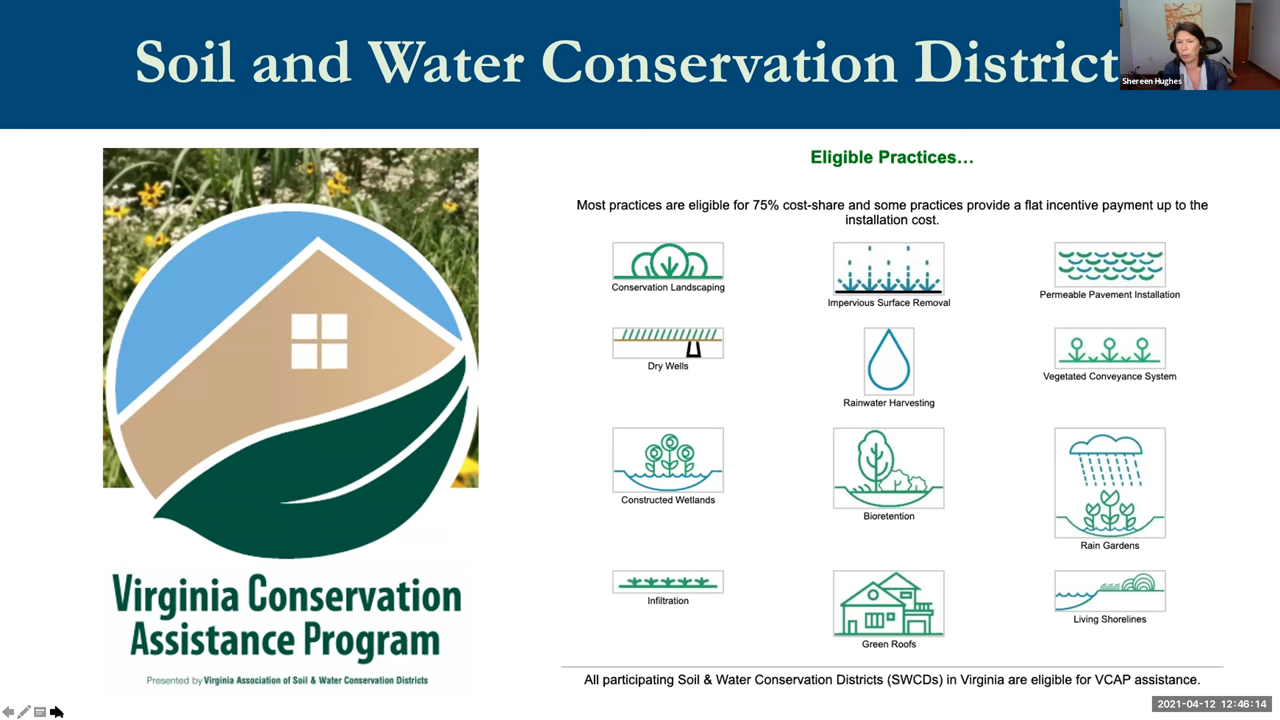 Soil and Water Conservation District
Shereen Hughes
Eligible Practices…
Most practices are eligible for 75% cost-share and some practices provide a flat incentive payment up to the
installation cost.
Conservation Landscaping
Impervious Surface Removal
Permeable Pavement Installation
Dry Wells
Rainwater Harvesting
Vegetated Conveyance System
Constructed Wetlands
Bioretention
Rain Gardens
Infiltration
Green Roofs
Living Shorelines
Virginia Conservation
Assistance Program
Presented by Virginia Association of Soil & Water Conservation Districts
All participating Soil & Water Conservation Districts (SWCDs) in Virginia are eligible for VCAP assistance.
2021-04-12 12:46:14